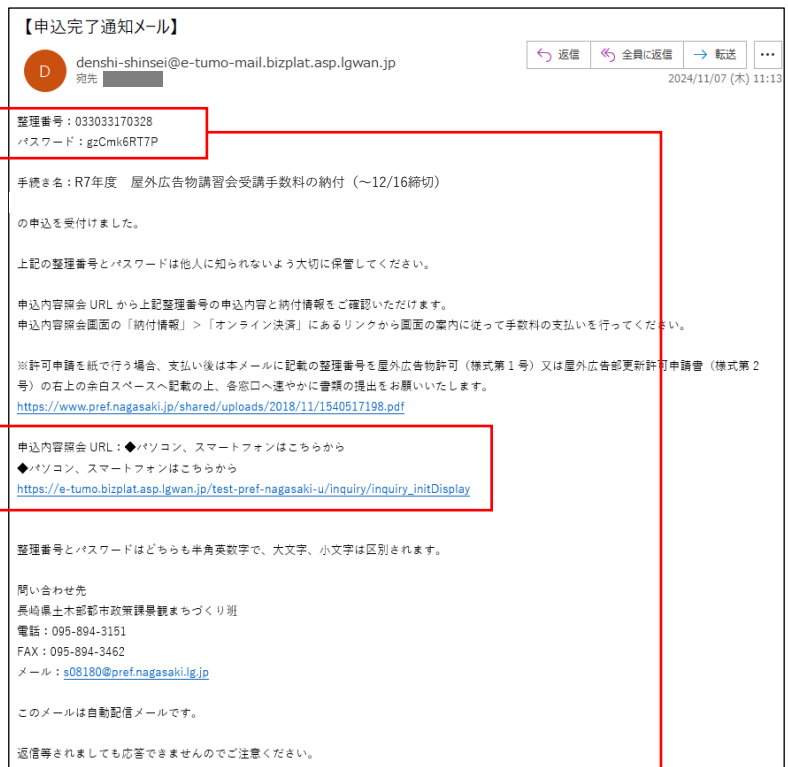 【申込完了通知メール】
D
denshi-shinsei@e-tumo-mail.bizplat.asp.lgwan.jp
宛先
返信
全員に返信
転送
2024/11/07 (木) 11:13
整理番号：033033170328
パスワード：gzCmk6RT7P
手続き名：R7年度　屋外広告物講習会受講手数料の納付（～12/16締切）
の申込を受付けました。
上記の整理番号とパスワードは他人に知られないよう大切に保管してください。
申込内容照会 URL から上記整理番号の申込内容と納付情報をご確認いただけます。
申込内容照会画面の「納付情報」＞「オンライン決済」にあるリンクから画面の案内に従って手数料の支払いを行ってください。
※許可申請を紙で行う場合、支払い後は本メールに記載の整理番号を屋外広告物許可（様式第１号）又は屋外広告部更新許可申請書（様式第２
号）の右上の余白スペースへ記載の上、各窓口へ速やかに書類の提出をお願いいたします。
https://www.pref.nagasaki.jp/shared/uploads/2018/11/1540517198.pdf
申込内容照会 URL：◆パソコン、スマートフォンはこちらから
◆パソコン、スマートフォンはこちらから
https://e-tumo.bizplat.asp.lgwan.jp/test-pref-nagasaki-u/inquiry/inquiry_initDisplay
整理番号とパスワードはどちらも半角英数字で、大文字、小文字は区別されます。
問い合わせ先
長崎県土木部都市政策課景観まちづくり班
電話：095-894-3151
FAX：095-894-3462
メール：s08180@pref.nagasaki.lg.jp
このメールは自動配信メールです。
返信等されましても応答できませんのでご注意ください。